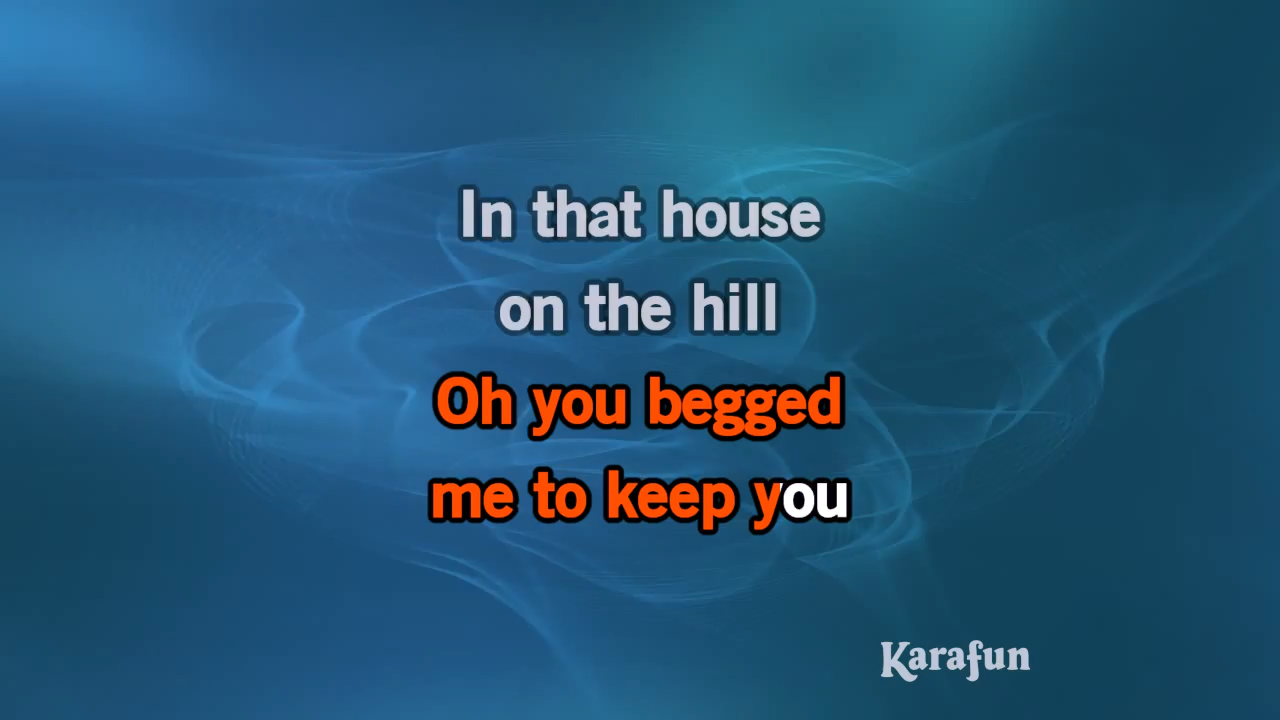 In that house
on the hill
Oh you begged
me to keep you
Karafun